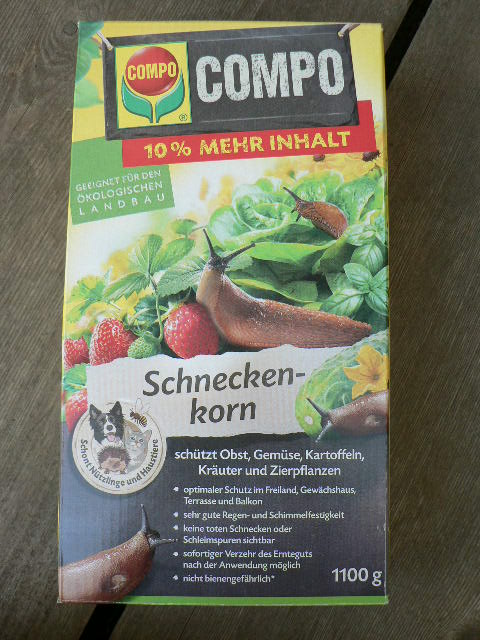 COMPO
COMPO
®
10% MEHR INHALT
GEEIGNET FÜR DEN
ÖKOLOGISCHEN
LANDBAU
Schnecken-
korn
Schont Nützlinge und Haustiere
schützt Obst, Gemüse, Kartoffeln,
Kräuter und Zierpflanzen
• optimaler Schutz im Freiland, Gewächshaus,
Terrasse und Balkon
• sehr gute Regen- und Schimmelfestigkeit
• keine toten Schnecken oder
Schleimspuren sichtbar
• sofortiger Verzehr des Ernteguts
nach der Anwendung möglich
• nicht bienengefährlich*
1100 g